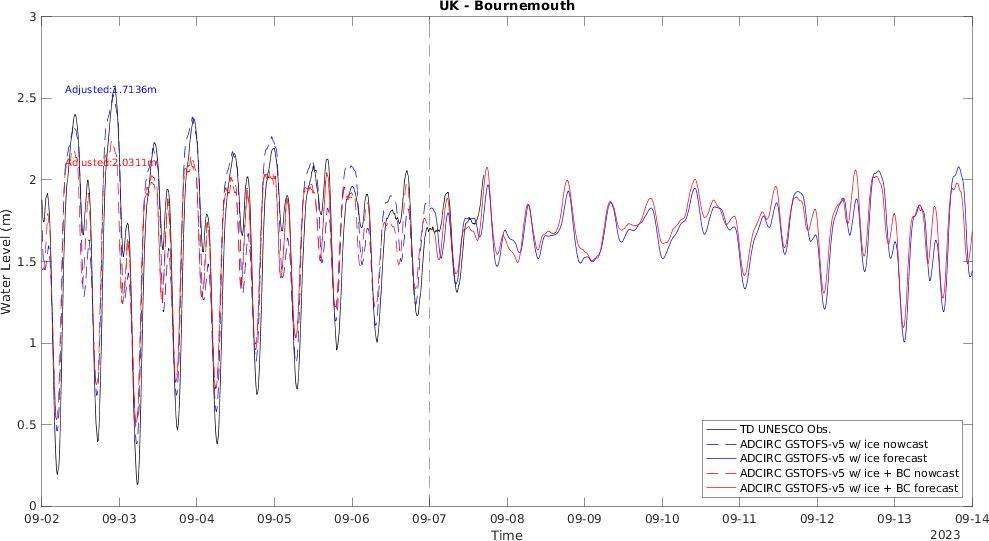 UK - Bournemouth
3
2.5
2
1.5
1
0.5
0
Water Level (m)
Adjusted:1.7136m
Adjusted:2.0311m
TD UNESCO Obs.
ADCIRC GSTOFS-v5 w/ ice nowcast
ADCIRC GSTOFS-v5 w/ ice forecast
ADCIRC GSTOFS-v5 w/ ice + BC nowcast
ADCIRC GSTOFS-v5 w/ ice + BC forecast
09-02 09-03 09-04 09-05 09-06 09-07 09-08 09-09 09-10 09-11 09-12 09-13 09-14
Time
2023